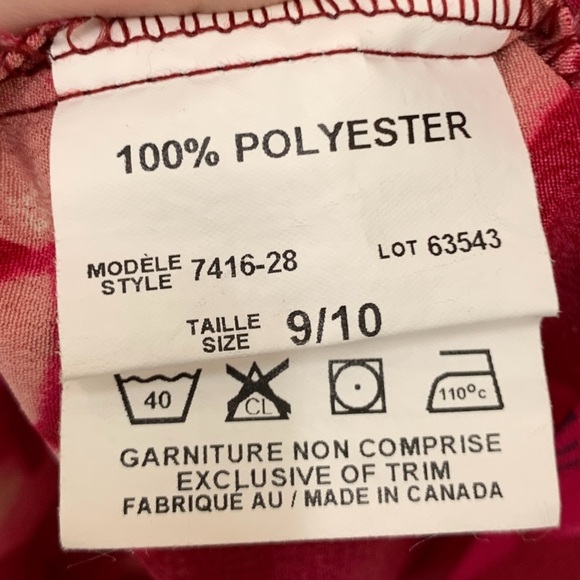 100% POLYESTER
MODÈLE
STYLE 7416-28 LOT 63543
TAILLE
SIZE 9/10
40 CL 110°c
GARNITURE NON COMPRISE
EXCLUSIVE OF TRIM
FABRIQUÉ AU / MADE IN CANADA